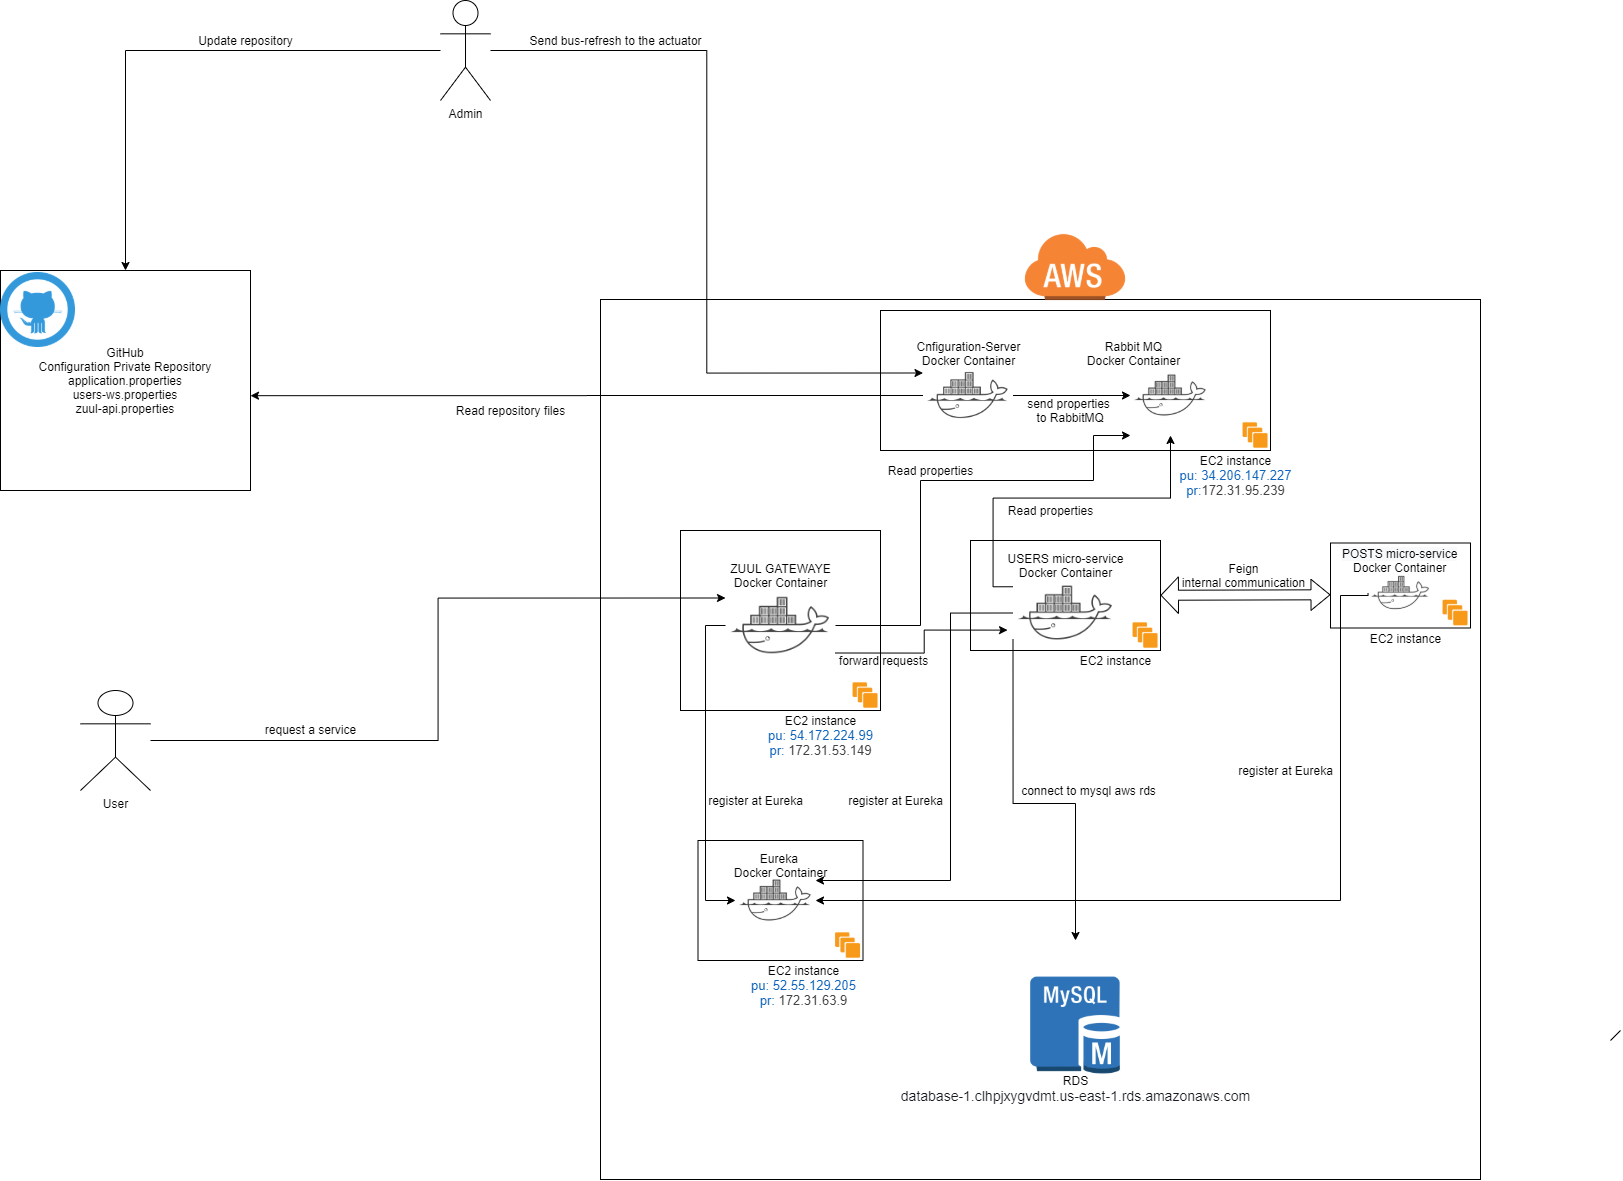 Update repository
Send bus-refresh to the actuator
Admin
AWS
GitHub
Configuration Private Repository
application.properties
users-ws.properties
zuul-api.properties
Read repository files
Cnfiguration-Server
Docker Container
Rabbit MQ
Docker Container
send properties
to RabbitMQ
EC2 instance
pu: 34.206.147.227
pr:172.31.95.239
Read properties
Read properties
ZUUL GATEWAYE
Docker Container
USERS micro-service
Docker Container
Feign
internal communication
POSTS micro-service
Docker Container
EC2 instance
forward requests
EC2 instance
EC2 instance
pu: 54.172.224.99
pr: 172.31.53.149
request a service
User
register at Eureka
register at Eureka
register at Eureka
connect to mysql aws rds
Eureka
Docker Container
EC2 instance
pu: 52.55.129.205
pr: 172.31.63.9
MySQL
M
RDS
database-1.clhpjxygvdmt.us-east-1.rds.amazonaws.com